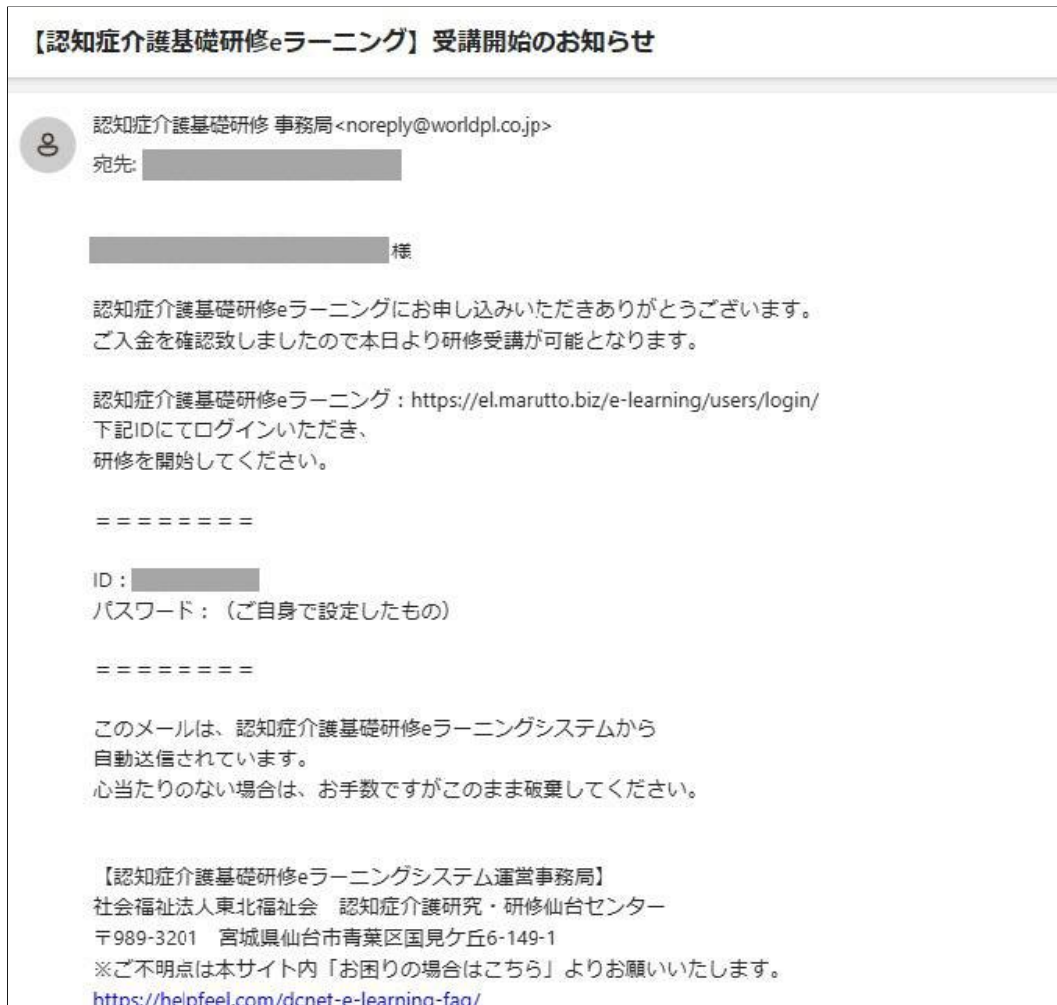 【認知症介護基礎研修eラーニング】受講開始のお知らせ
認知症介護基礎研修 事務局<noreply@worldpl.co.jp>
宛先:
様
認知症介護基礎研修eラーニングにお申し込みいただきありがとうございます。
ご入金を確認致しましたので本日より研修受講が可能となります。
認知症介護基礎研修eラーニング：https://el.marutto.biz/e-learning/users/login/
下記IDにてログインいただき、
研修を開始してください。
＝＝＝＝＝＝＝＝
ID：
パスワード：（ご自身で設定したもの）
＝＝＝＝＝＝＝＝
このメールは、認知症介護基礎研修eラーニングシステムから
自動送信されています。
心当たりのない場合は、お手数ですがこのまま破棄してください。
【認知症介護基礎研修eラーニングシステム運営事務局】
社会福祉法人東北福祉会　認知症介護研究・研修仙台センター
〒989-3201　宮城県仙台市青葉区国見ケ丘6-149-1
※ご不明点は本サイト内「お困りの場合はこちら」よりお願いいたします。
https://helpfeel.com/dcnet-e-learning-faq/